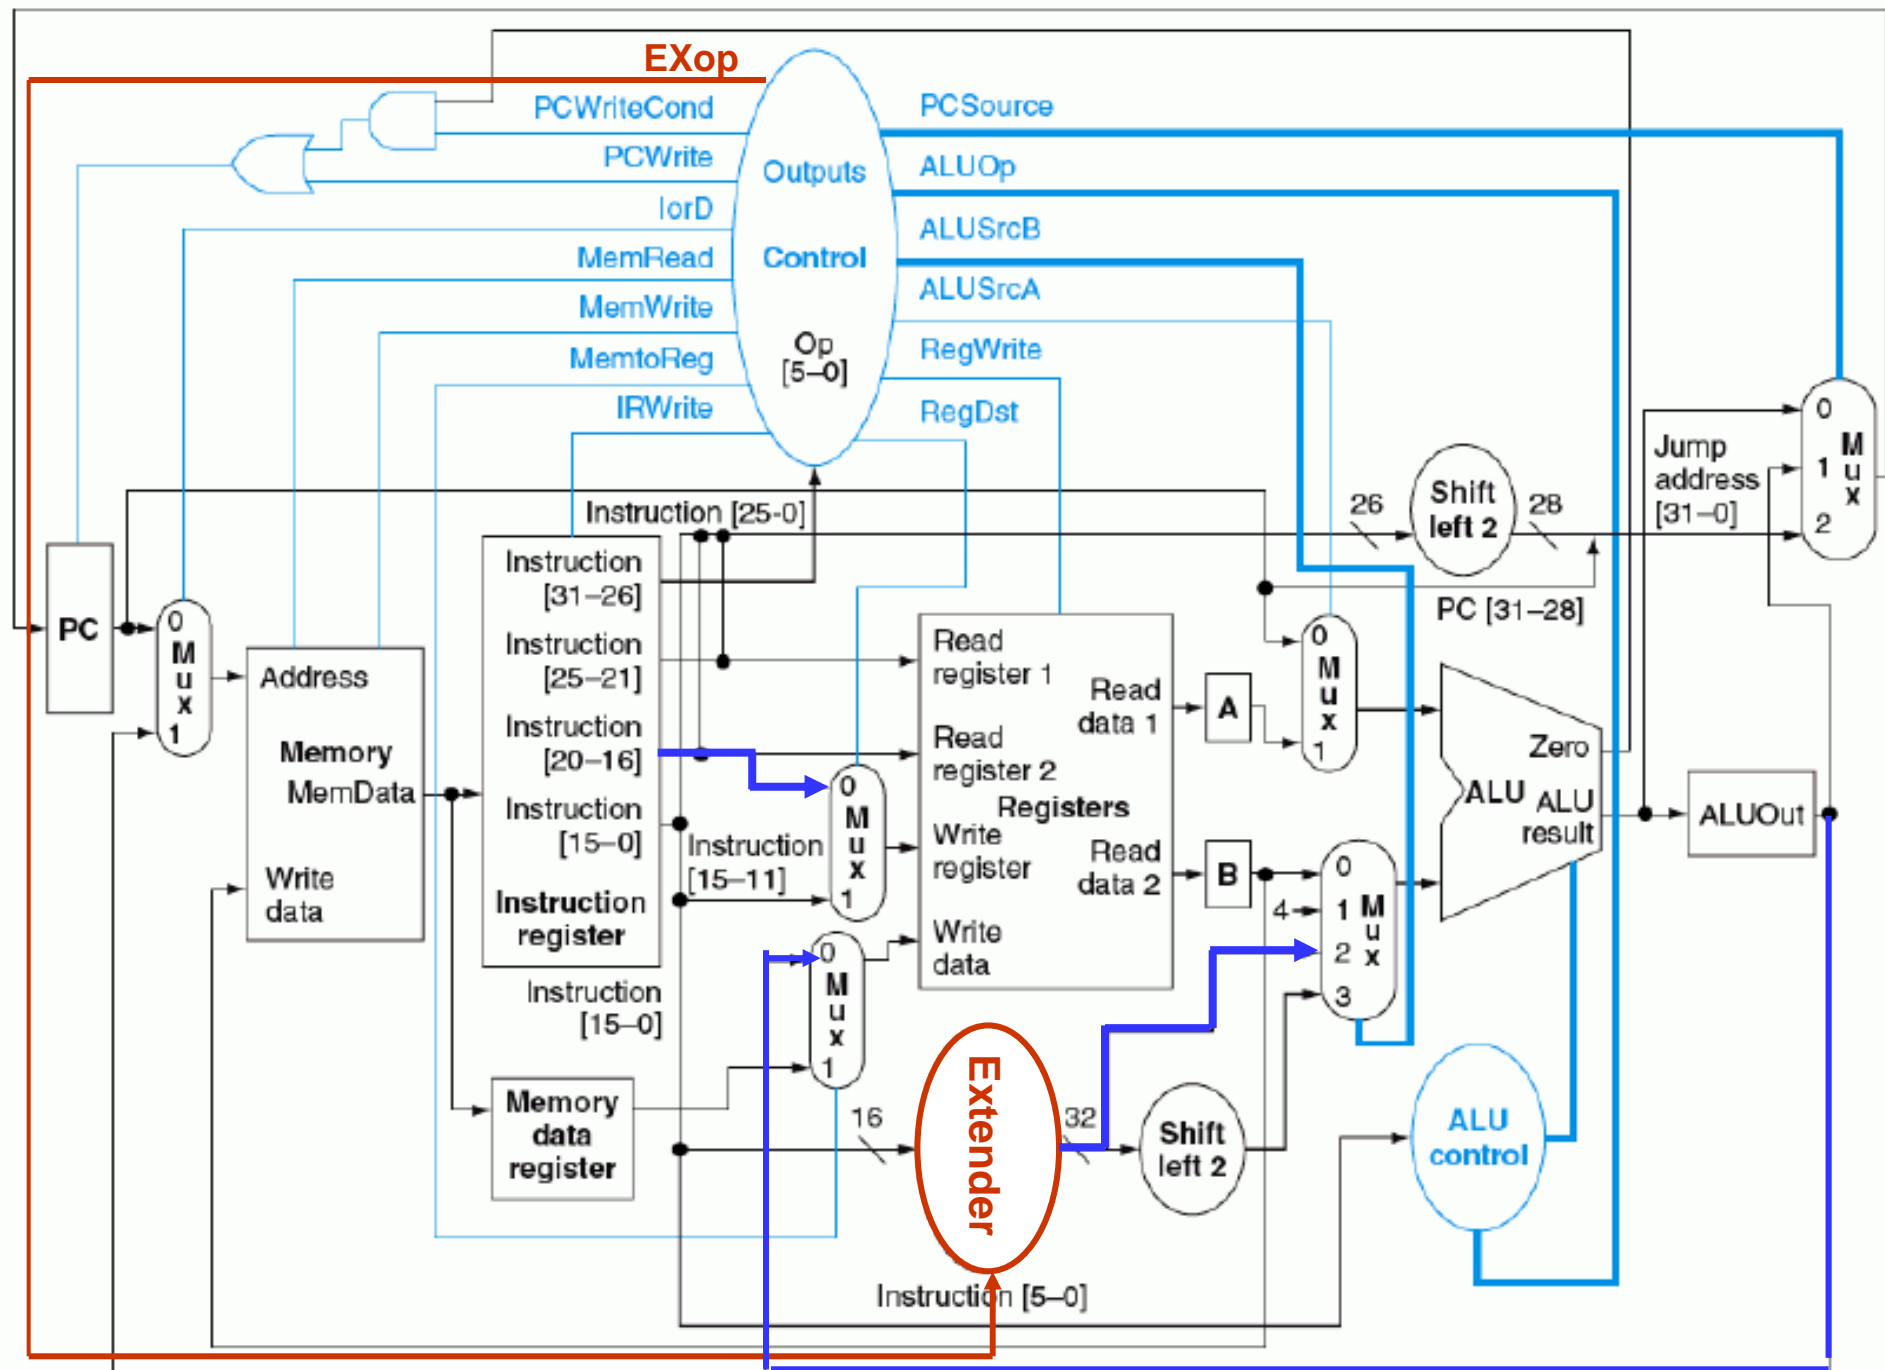 EXop
PCWriteCond
PCWrite
IorD
MemRead
MemWrite
MemtoReg
IRWrite
Outputs
Control
Op
[5–0]
PCSource
ALUOp
ALUSrcB
ALUSrcA
RegWrite
RegDst
0
M
u
x
1
2
Jump
address
[31–0]
Shift
left 2
26
28
PC [31–28]
Instruction [25-0]
PC
0
M
u
x
1
Address
Memory
MemData
Write
data
Instruction
[31–26]
Instruction
[25–21]
Instruction
[20–16]
Instruction
[15–0]
Instruction
register
Instruction
[15–11]
0
M
u
x
1
Read
register 1
Read
register 2
Registers
Write
register
Write
data
Read
data 1
Read
data 2
A
B
0
M
u
x
1
4
0
1
2
3
M
u
x
Zero
ALU
ALU
result
ALUOut
Instruction
[15–0]
0
M
u
x
1
Memory
data
register
16
Extender
32
Shift
left 2
ALU
control
Instruction [5–0]